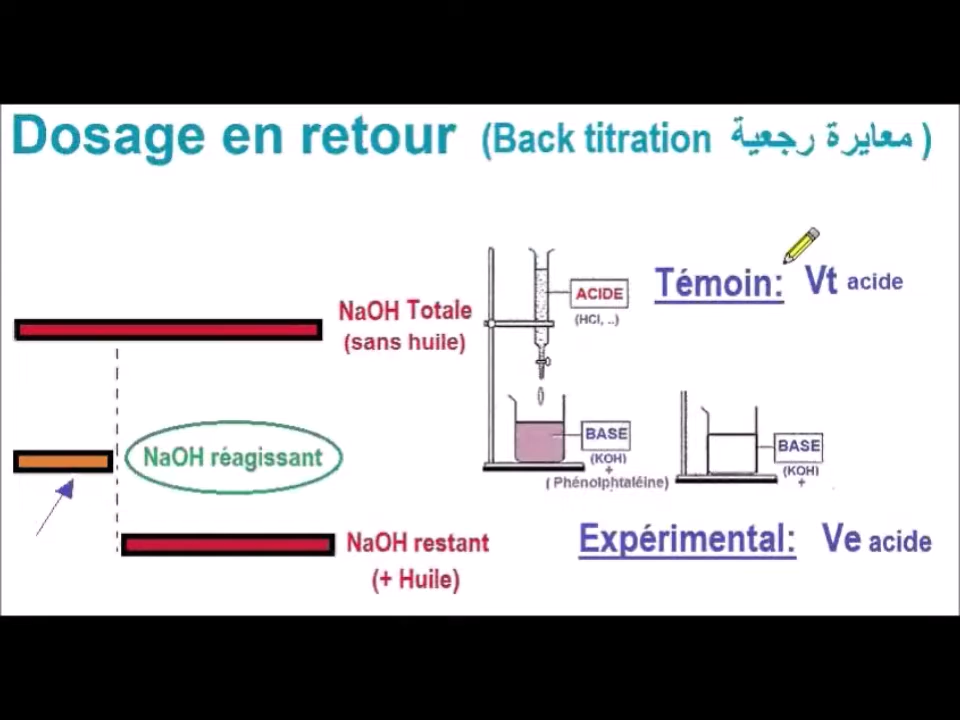 Dosage en retour (Back titration معايرة رجعية )
Témoin: Vt acide
ACIDE
(HCl, ..)
NaOH Totale
(sans huile)
BASE
(KOH)
+
( Phénolphtaléine)
BASE
(KOH)
+
NaOH réagissant
NaOH restant
(+ Huile)
Expérimental: Ve acide